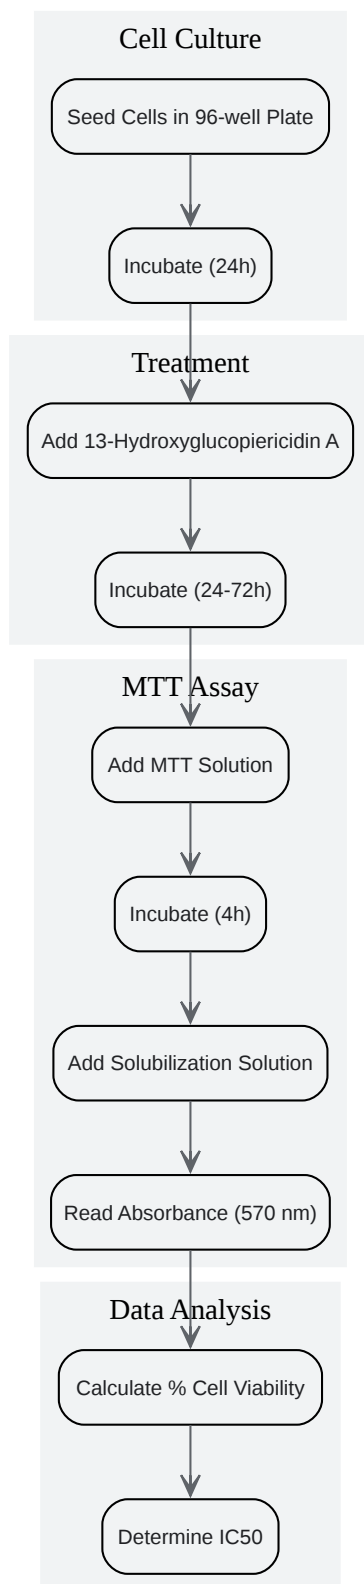 Cell Culture
Seed Cells in 96-well Plate
Incubate (24h)
Treatment
Add 13-Hydroxyglucopiericidin A
Incubate (24-72h)
MTT Assay
Add MTT Solution
Incubate (4h)
Add Solubilization Solution
Read Absorbance (570 nm)
Data Analysis
Calculate % Cell Viability
Determine IC50